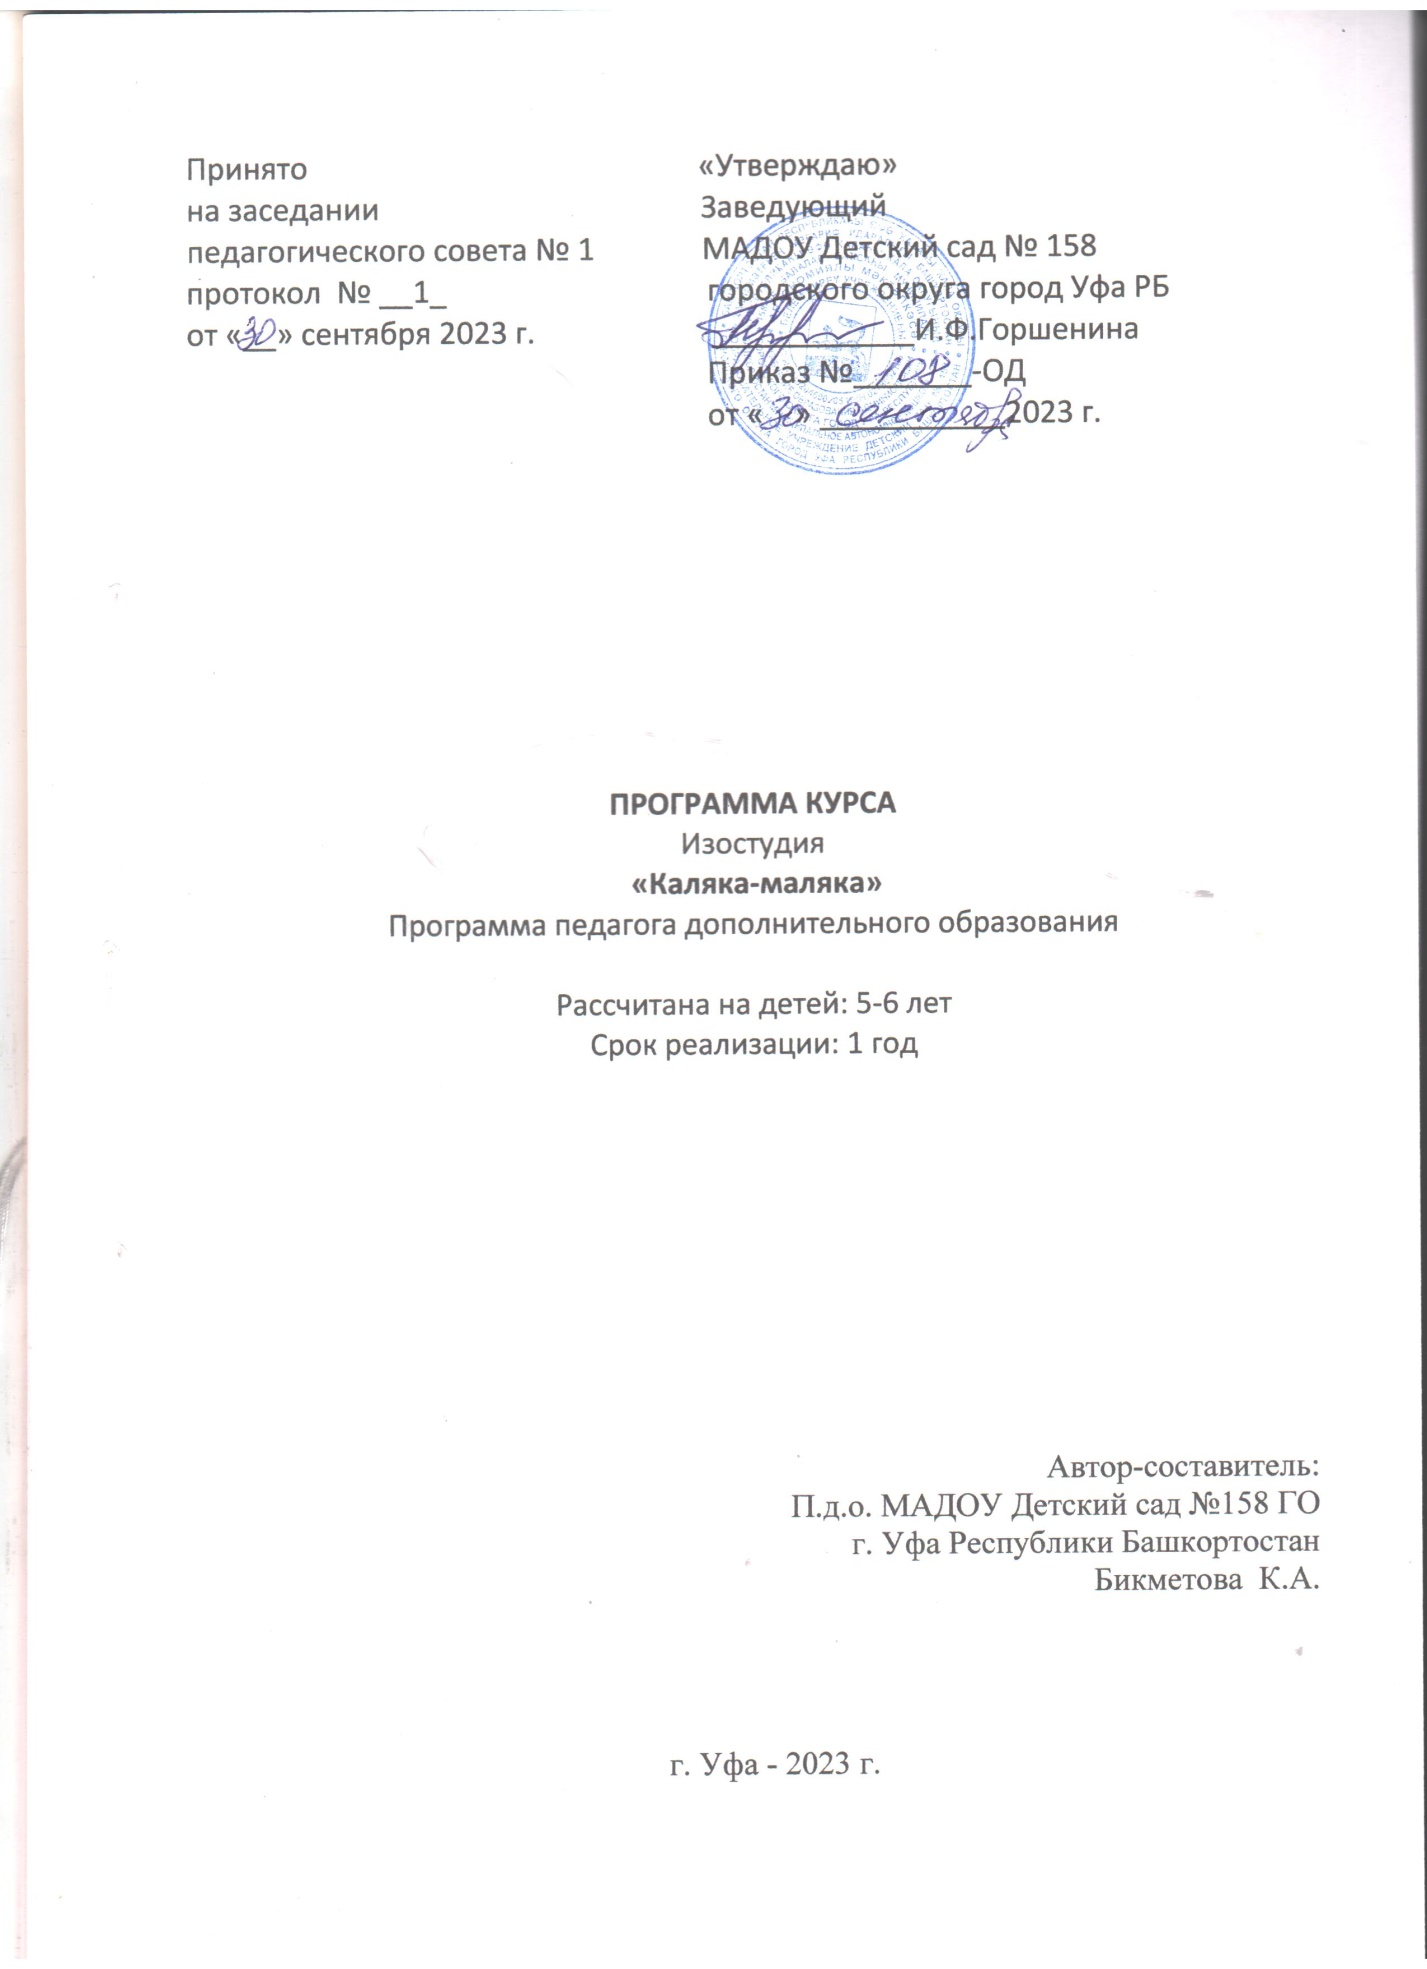 Принято
на заседании
педагогического совета № 1
протокол № __1_
от «30» сентября 2023 г.
«Утверждаю»
Заведующий
МАДОУ Детский сад № 158
городского округа город Уфа РБ
____________И.Ф.Горшенина
Приказ №_108_-ОД
от «30» сентября 2023 г.
ПРОГРАММА КУРСА
Изостудия
«Каляка-маляка»
Программа педагога дополнительного образования
Рассчитана на детей: 5-6 лет
Срок реализации: 1 год
Автор-составитель:
П.д.о. МАДОУ Детский сад №158 ГО
г. Уфа Республики Башкортостан
Бикметова К.А.
г. Уфа - 2023 г.